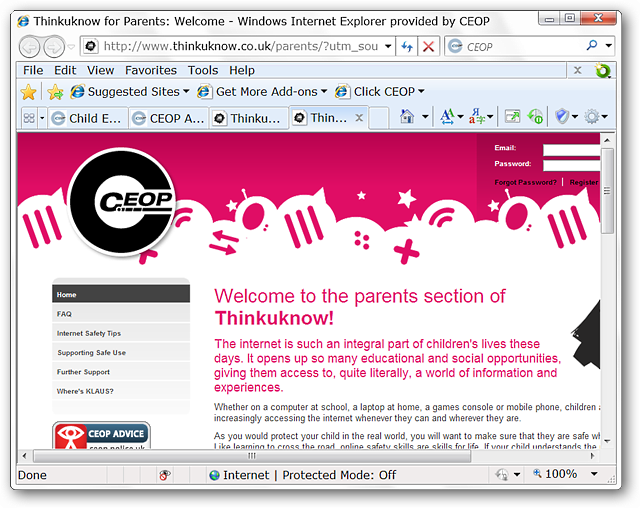 Thinkuknow for Parents: Welcome - Windows Internet Explorer provided by CEOP
http://www.thinkuknow.co.uk/parents/?utm_sou
CEOP
File Edit View Favorites Tools Help
x
Suggested Sites Get More Add-ons Click CEOP
Child E... CEOP A... Thinku... Thin... x
Email:
Password:
Forgot Password? | Register
CEOP
Home
FAQ
Internet Safety Tips
Supporting Safe Use
Further Support
Where's KLAUS?
CEOP ADVICE
ceop.police.uk
Welcome to the parents section of
Thinkuknow!
The internet is such an integral part of children's lives these
days. It opens up so many educational and social opportunities,
giving them access to, quite literally, a world of information and
experiences.
Whether on a computer at school, a laptop at home, a games console or mobile phone, children a
increasingly accessing the internet whenever they can and wherever they are.
As you would protect your child in the real world, you will want to make sure that they are safe wh
Like learning to cross the road, online safety skills are skills for life. If your child understands the
Done
Internet | Protected Mode: Off
100%